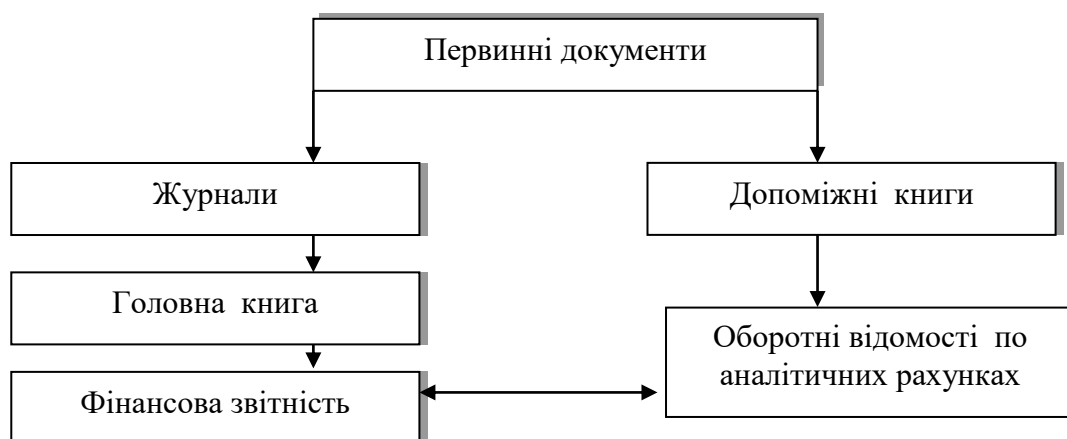 Первинні документи
Журнали
Допоміжні книги
Головна книга
Оборотні відомості по
аналітичних рахунках
Фінансова звітність